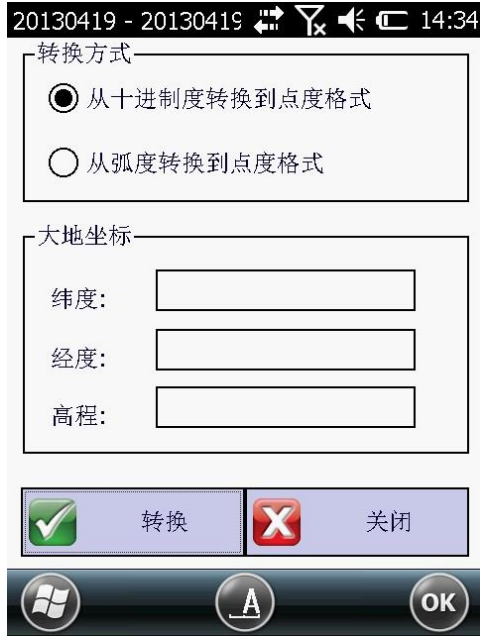 20130419 - 20130419 14:34
转换方式
从十进制度转换到点度格式
从弧度转换到点度格式
大地坐标
纬度:
经度:
高程:
转换 关闭
A OK